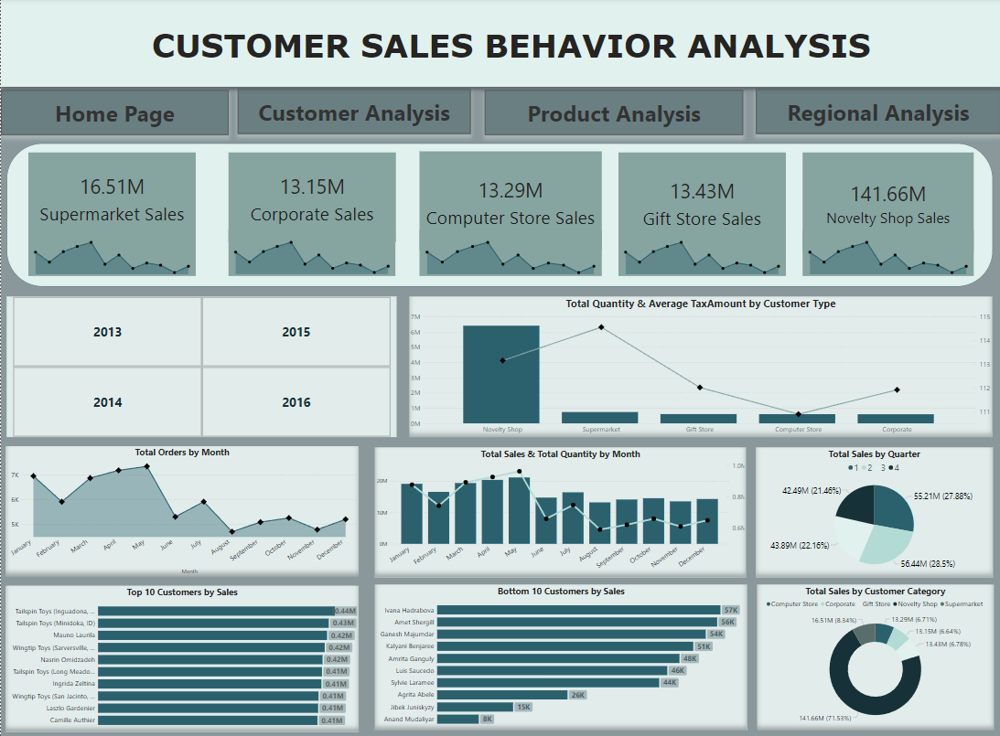 CUSTOMER SALES BEHAVIOR ANALYSIS
Home Page
Customer Analysis
Product Analysis
Regional Analysis
16.51M
Supermarket Sales
13.15M
Corporate Sales
13.29M
Computer Store Sales
13.43M
Gift Store Sales
141.66M
Novelty Shop Sales
2013
2015
2014
2016
Total Quantity & Average TaxAmount by Customer Type
7M
6M
5M
4M
3M
2M
1M
0M
115
114
113
112
111
Novelty Shop
Supermarket
Gift Store
Computer Store
Corporate
Total Orders by Month
7K
6K
5K
January
February
March
April
May
June
July
August
September
October
November
December
Month
Total Sales & Total Quantity by Month
20M
10M
0M
1.0M
0.8M
0.6M
January
February
March
April
May
June
July
August
September
October
November
December
Total Sales by Quarter
1 2 3 4
42.49M (21.46%)
55.21M (27.88%)
43.89M (22.16%)
56.44M (28.5%)
Top 10 Customers by Sales
Tailspin Toys (Inguadona, ... 0.44M
Tailspin Toys (Minidoka, ID) 0.43M
Mauno Laurila 0.42M
Wingtip Toys (Sarversville, ... 0.42M
Nasrin Omidzadeh 0.42M
Tailspin Toys (Long Meado... 0.41M
Ingrida Zeltina 0.41M
Wingtip Toys (San Jacinto, ... 0.41M
Laszlo Gardenier 0.41M
Camille Authier 0.41M
Bottom 10 Customers by Sales
Ivana Hadrabova 57K
Amet Shergill 56K
Ganesh Majumdar 54K
Kalyani Benjaree 51K
Amrita Ganguly 48K
Luis Saucedo 46K
Sylvie Laramee 44K
Agrita Abele 26K
Jibek Juniskyzy 15K
Anand Mudaliyar 8K
Total Sales by Customer Category
Computer Store Corporate Gift Store Novelty Shop Supermarket
16.51M (8.34%)
13.29M (6.71%)
13.15M (6.64%)
13.43M (6.78%)
141.66M (71.53%)